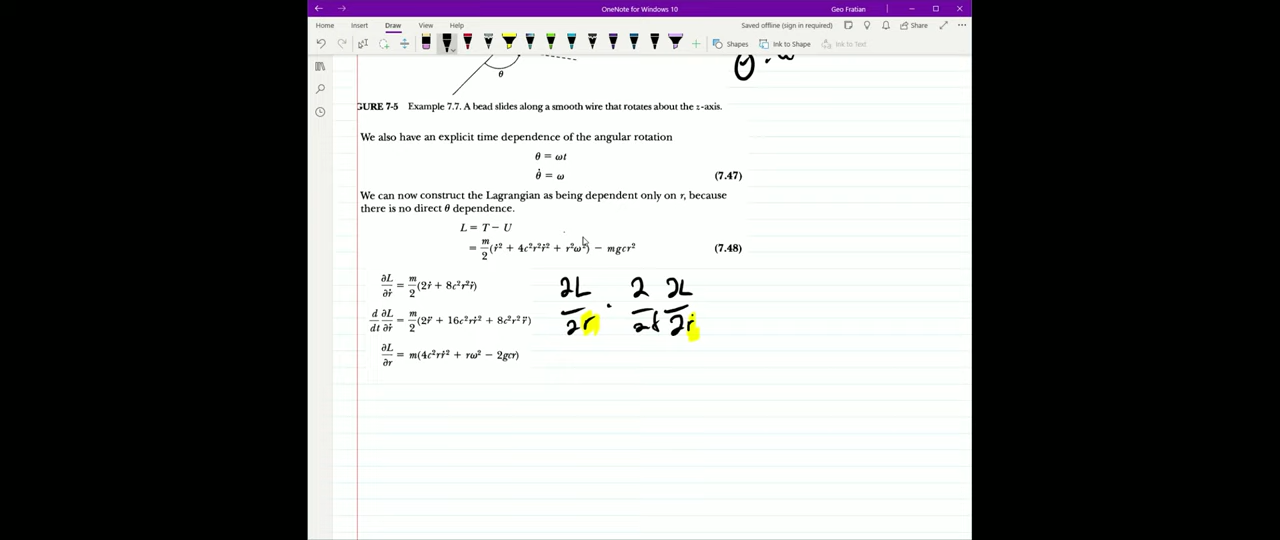 OneNote for Windows 10
Geo Fratian
Home Insert Draw View Help
Saved offline (sign in required)
Shapes Ink to Shape Ink to Text
θ
GURE 7-5 Example 7.7. A bead slides along a smooth wire that rotates about the z-axis.
We also have an explicit time dependence of the angular rotation
θ = ωt
θ̇ = ω (7.47)
We can now construct the Lagrangian as being dependent only on r, because
there is no direct θ dependence.
L = T − U
= m/2 (ṙ² + 4c²r²ṙ² + r²ω²) − mgcr² (7.48)
∂L/∂ṙ = m/2 (2ṙ + 8c²r²ṙ)
d/dt ∂L/∂ṙ = m/2 (2r̈ + 16c²rṙ² + 8c²r²r̈)
∂L/∂r = m(4c²rṙ² + rω² − 2gcr)
∂L/∂r · ∂/∂t ∂L/∂ṙ